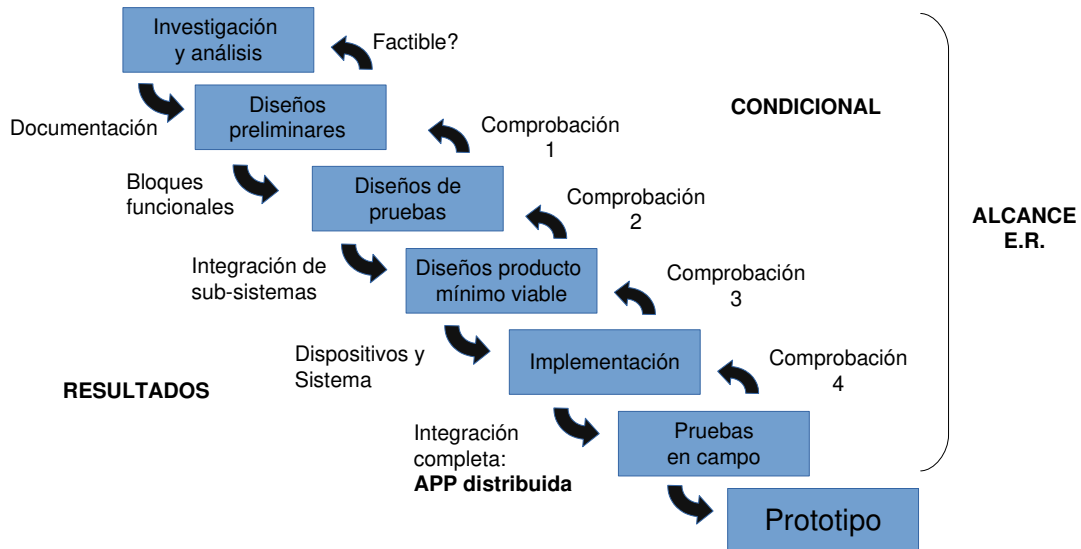 Investigación
y análisis
Factible?
Documentación
Diseños
preliminares
CONDICIONAL
Comprobación
1
Bloques
funcionales
Diseños de
pruebas
Comprobación
2
ALCANCE
E.R.
Integración de
sub-sistemas
Diseños producto
mínimo viable
Comprobación
3
Dispositivos y
Sistema
Implementación
Comprobación
4
RESULTADOS
Integración
completa:
APP distribuida
Pruebas
en campo
Prototipo